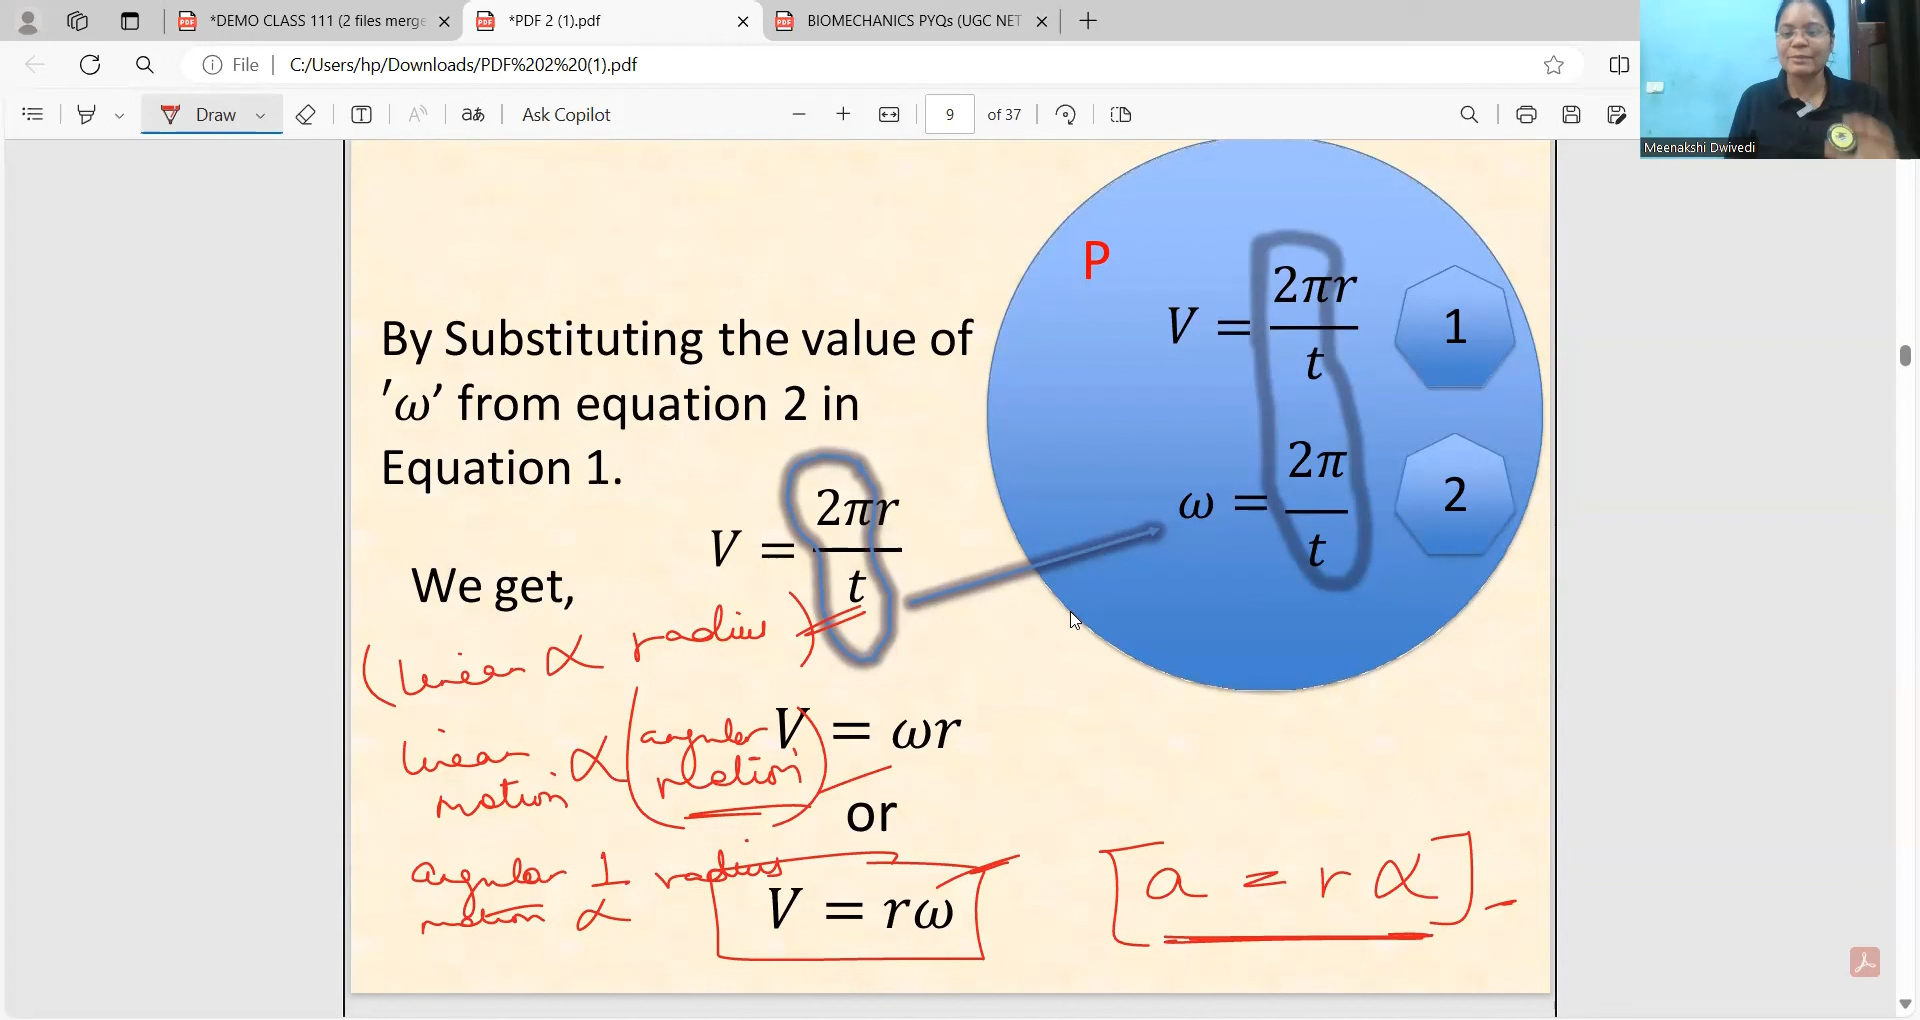 *DEMO CLASS 111 (2 files merge
*PDF 2 (1).pdf
BIOMECHANICS PYQs (UGC NET
File
C:/Users/hp/Downloads/PDF%202%20(1).pdf
Draw
Ask Copilot
9 of 37
Meenakshi Dwivedi
P
V = 2πr/t
1
ω = 2π/t
2
By Substituting the value of
'ω' from equation 2 in
Equation 1.
V = 2πr/t
We get,
(linear ∝ radius)
V = ωr
linear motion ∝ (angular motion)
or
angular motion ∝ 1 radius
V = rω
[a = r α]